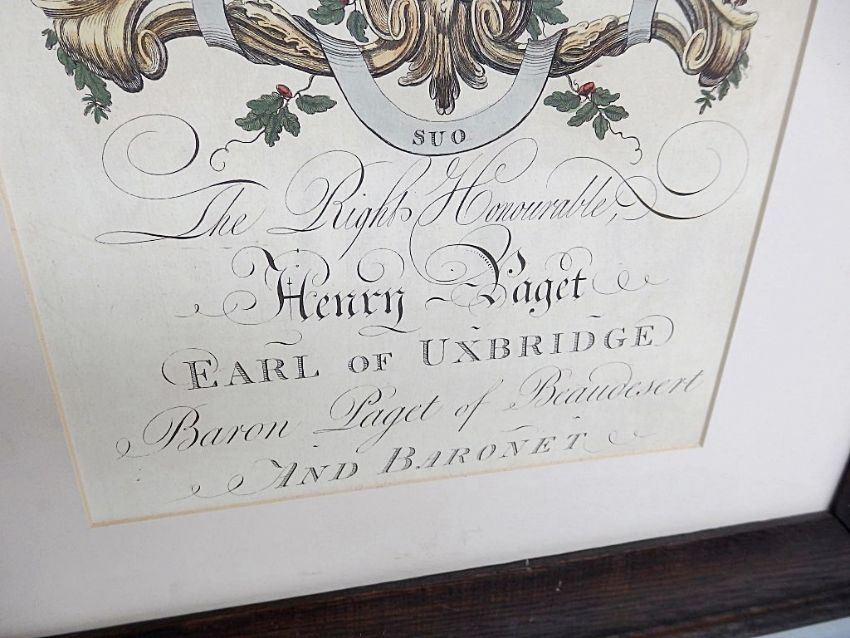 SUO
The Right Honourable,
Henry Paget
EARL OF UXBRIDGE
Baron Paget of Beaudesert
AND BARONET